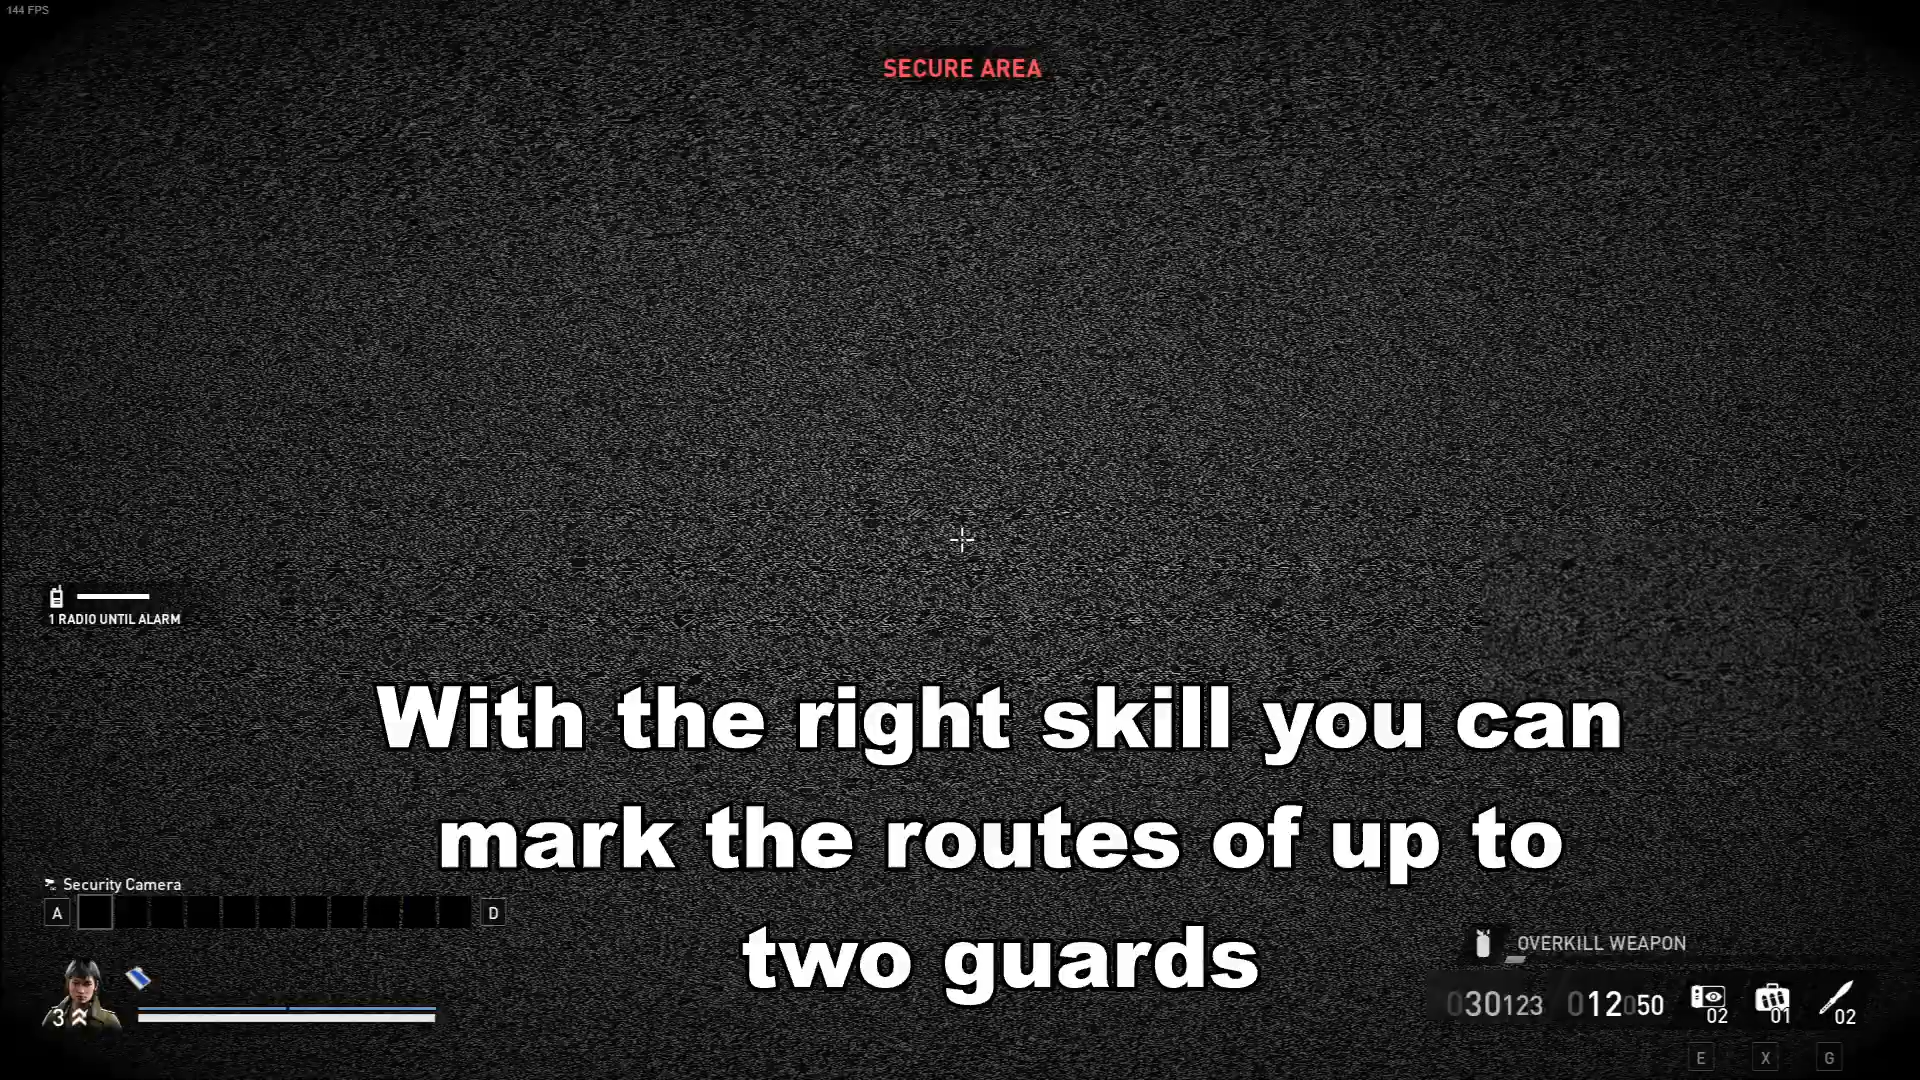 144 FPS
SECURE AREA
1 RADIO UNTIL ALARM
With the right skill you can
mark the routes of up to
two guards
Security Camera
A D
3
OVERKILL WEAPON
030123 012050 02 01 02
E X G